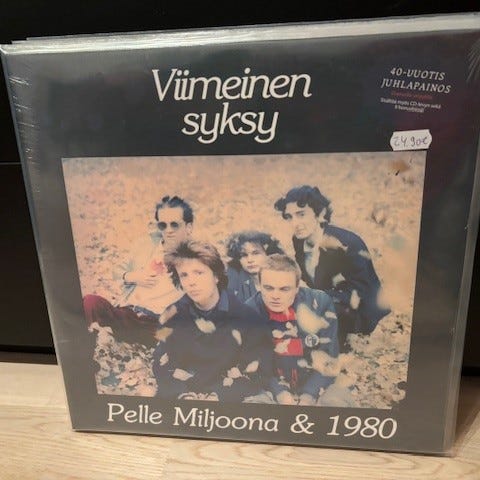 Viimeinen
syksy
40-VUOTIS
JUHLAPAINOS
24.90€
Pelle Miljoona & 1980